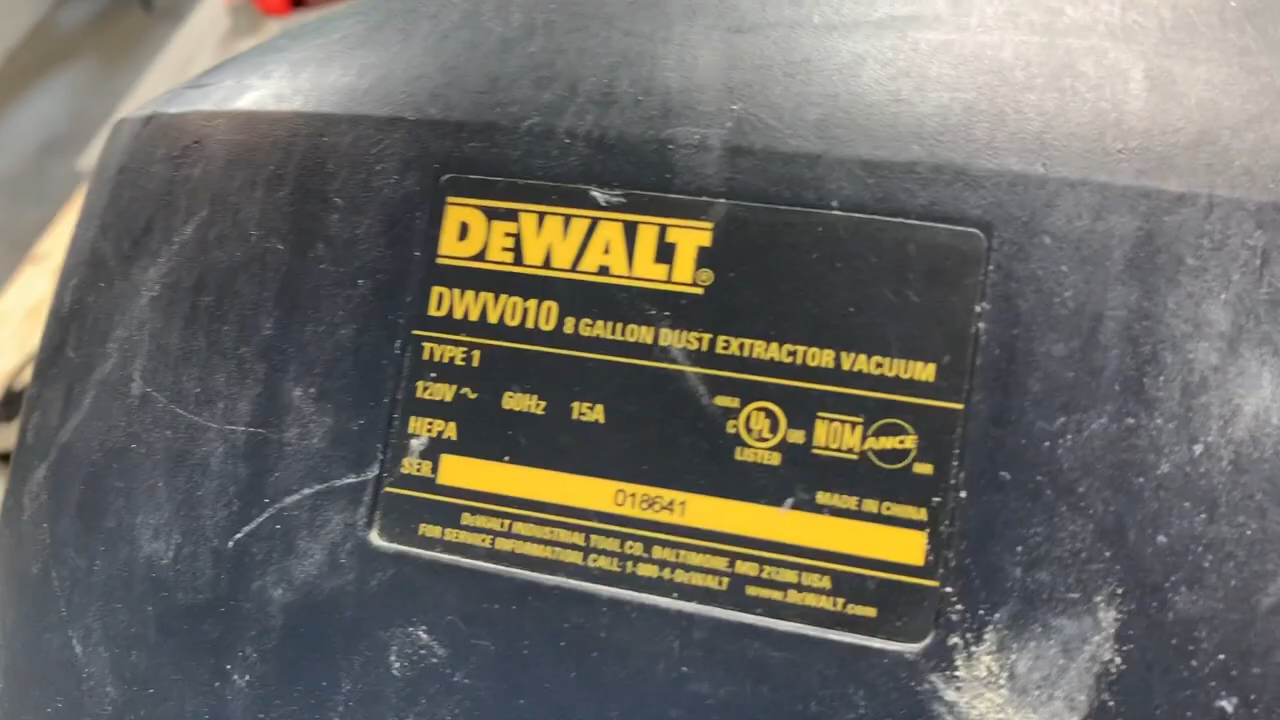 DEWALT®
DWV010 8 GALLON DUST EXTRACTOR VACUUM
TYPE 1
120V ~ 60Hz 15A
HEPA
C UL US
LISTED
NOM ANCE
SER. 018641
MADE IN CHINA
DEWALT INDUSTRIAL TOOL CO., BALTIMORE, MD 21286 USA
FOR SERVICE INFORMATION, CALL: 1-800-4-DEWALT www.DEWALT.com